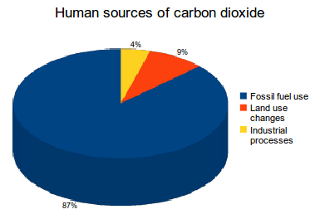 Human sources of carbon dioxide
4%
9%
Fossil fuel use
Land use
changes
Industrial
processes
87%